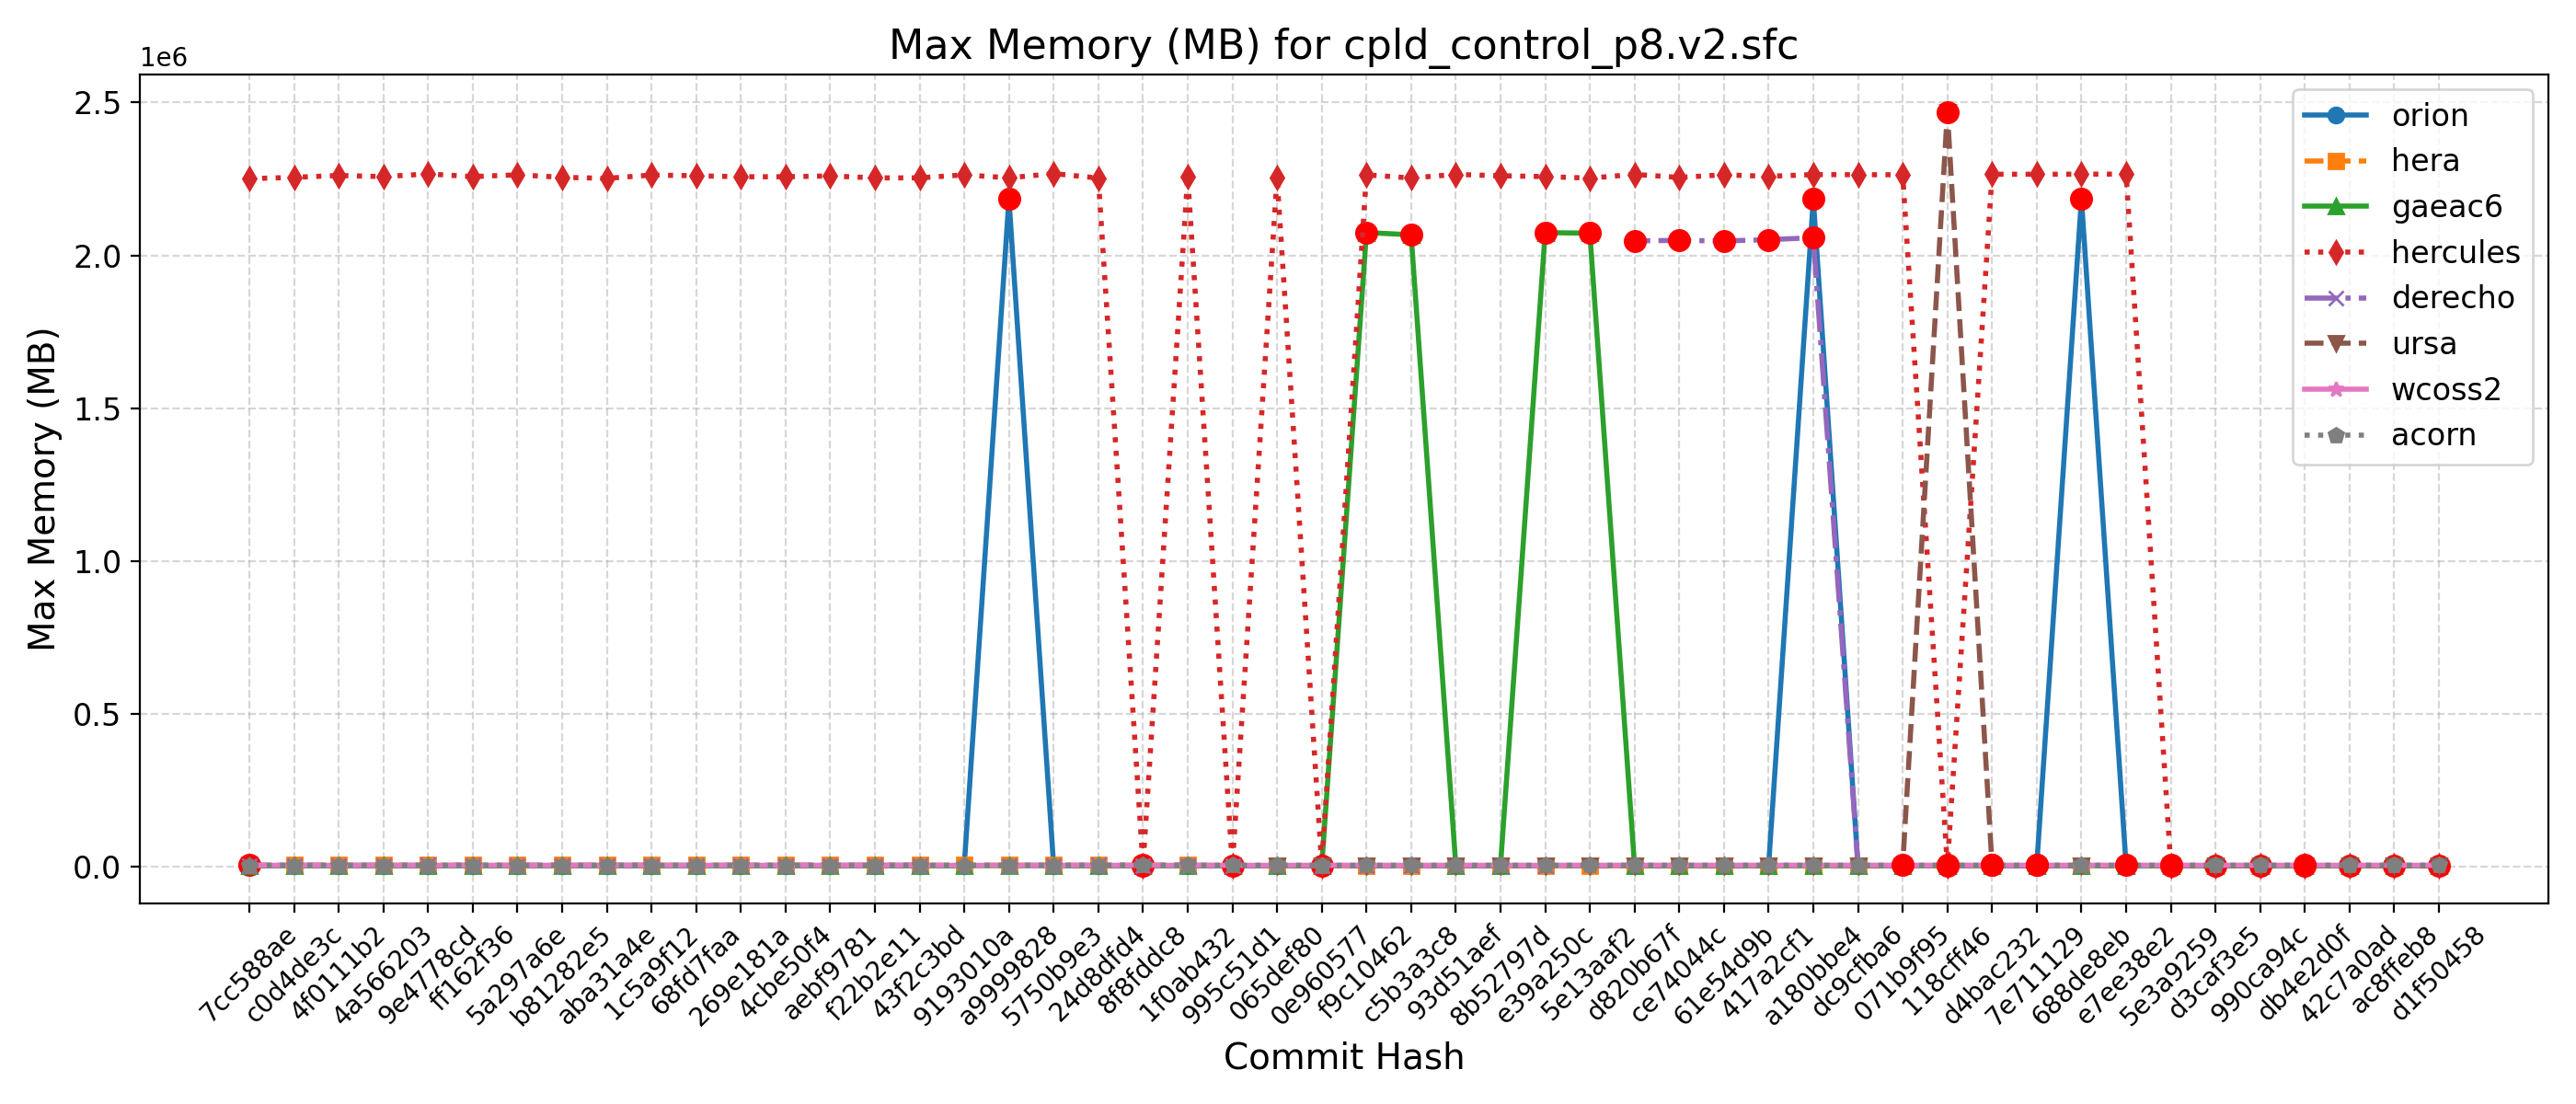 Max Memory (MB) for cpld_control_p8.v2.sfc
1e6
2.5
2.0
1.5
1.0
0.5
0.0
Max Memory (MB)
orion
hera
gaeac6
hercules
derecho
ursa
wcoss2
acorn
7cc588ae
c0d4de3c
4f0111b2
4a566203
9e4778cd
ff162f36
5a297a6e
b81282e5
aba31a4e
1c5a9f12
68fd7faa
269e181a
4cbe50f4
aebf9781
f22b2e11
43f2c3bd
9193010a
a9999828
5750b9e3
24d8dfd4
8f8fddc8
1f0ab432
995c51d1
065def80
0e960577
f9c10462
c5b3a3c8
93d51aef
8b52797d
e39a250c
5e13aaf2
d820b67f
ce74044c
61e54d9b
417a2cf1
a180bbe4
dc9cfba6
071b9f95
118cff46
d4bac232
7e711129
688de8eb
e7ee38e2
5e3a9259
d3caf3e5
990ca94c
db4e2d0f
42c7a0ad
ac8ffeb8
d1f50458
Commit Hash